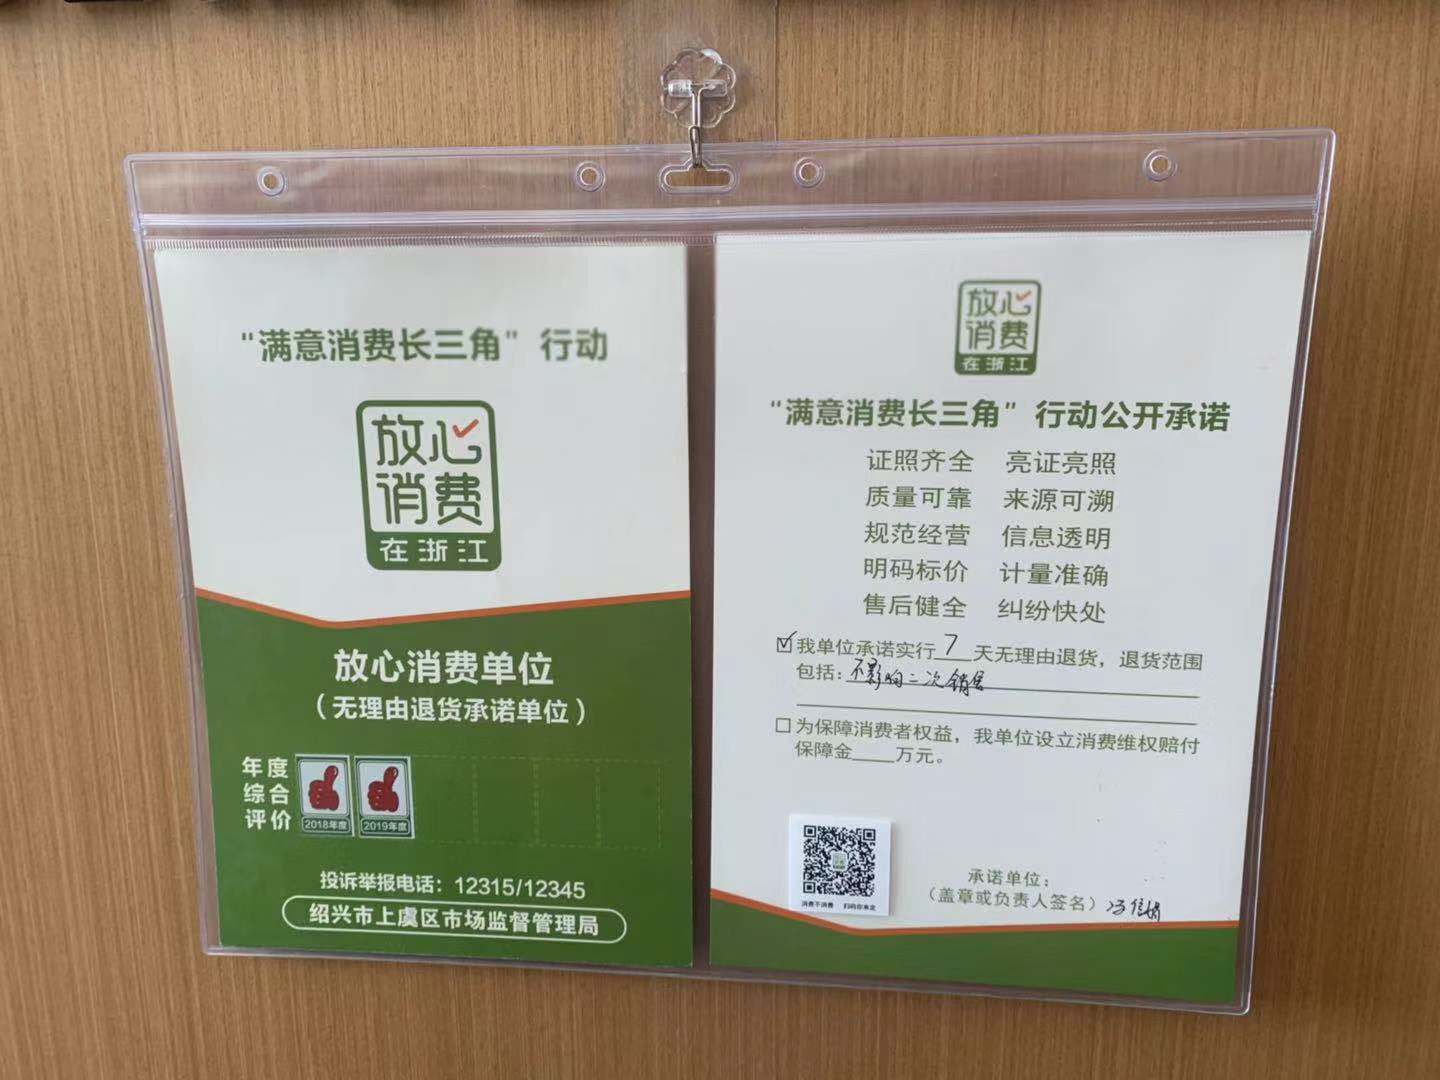 “满意消费长三角”行动
放心
消费
在浙江
放心消费单位
（无理由退货承诺单位）
年度
综合
评价
2018年度
2019年度
投诉举报电话：12315/12345
绍兴市上虞区市场监督管理局
放心
消费
在浙江
“满意消费长三角”行动公开承诺
证照齐全 亮证亮照
质量可靠 来源可溯
规范经营 信息透明
明码标价 计量准确
售后健全 纠纷快处
☑我单位承诺实行7天无理由退货，退货范围
包括：不影响二次销售
□为保障消费者权益，我单位设立消费维权赔付
保障金____万元。
消费不消费 扫码你来定
承诺单位：
（盖章或负责人签名）